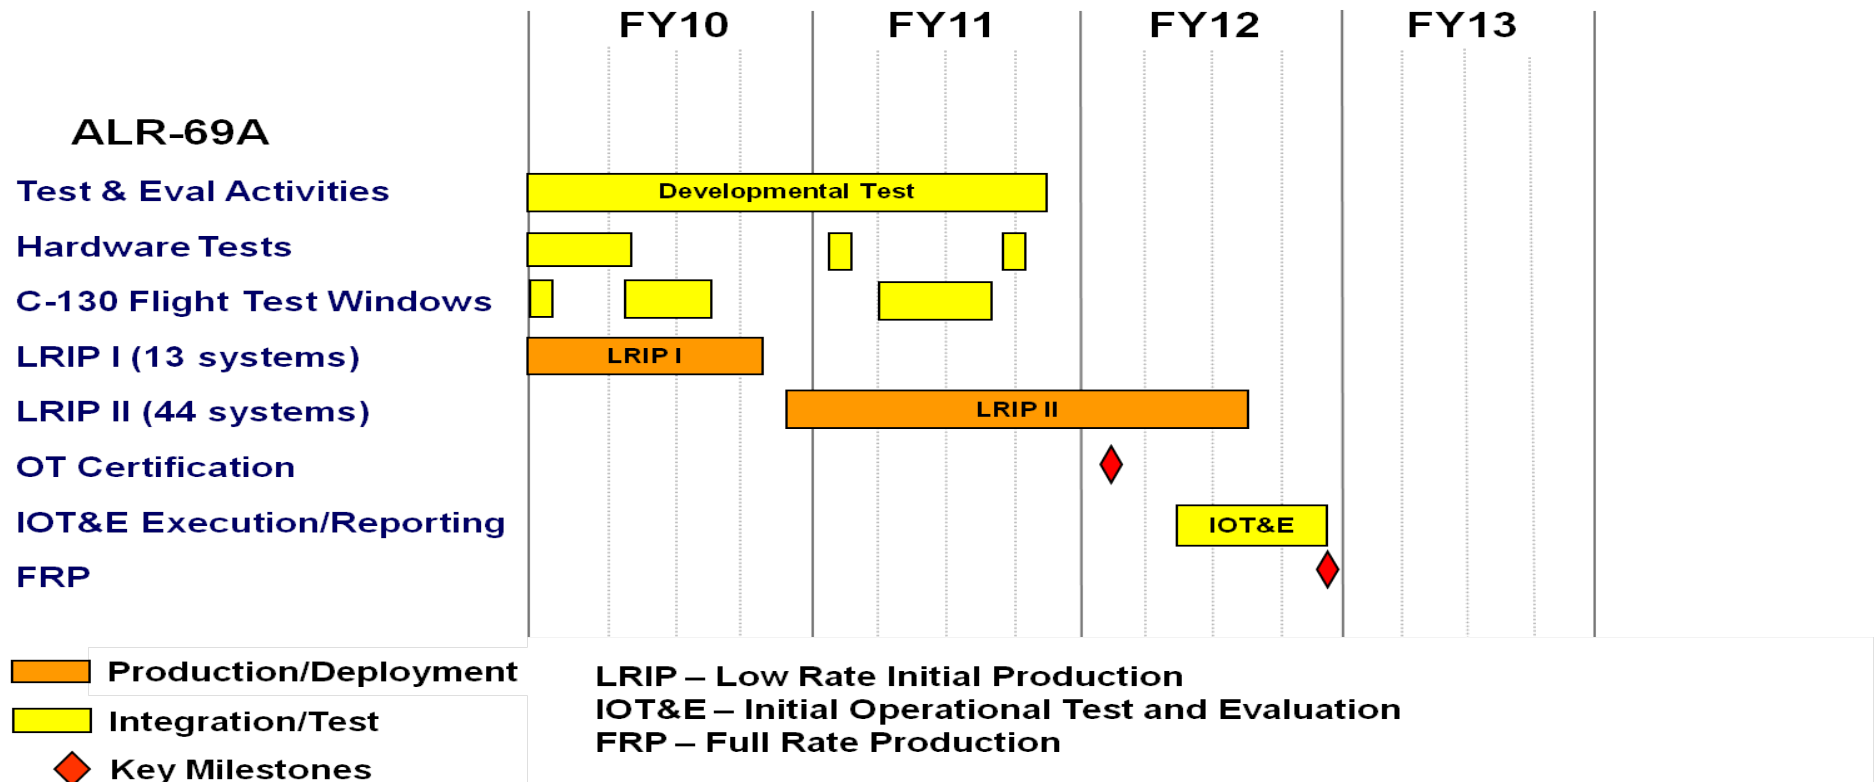 FY10 FY11 FY12 FY13
ALR-69A
Test & Eval Activities
Developmental Test
Hardware Tests
C-130 Flight Test Windows
LRIP I (13 systems)
LRIP I
LRIP II (44 systems)
LRIP II
OT Certification
IOT&E Execution/Reporting
IOT&E
FRP
Production/Deployment
Integration/Test
Key Milestones
LRIP – Low Rate Initial Production
IOT&E – Initial Operational Test and Evaluation
FRP – Full Rate Production